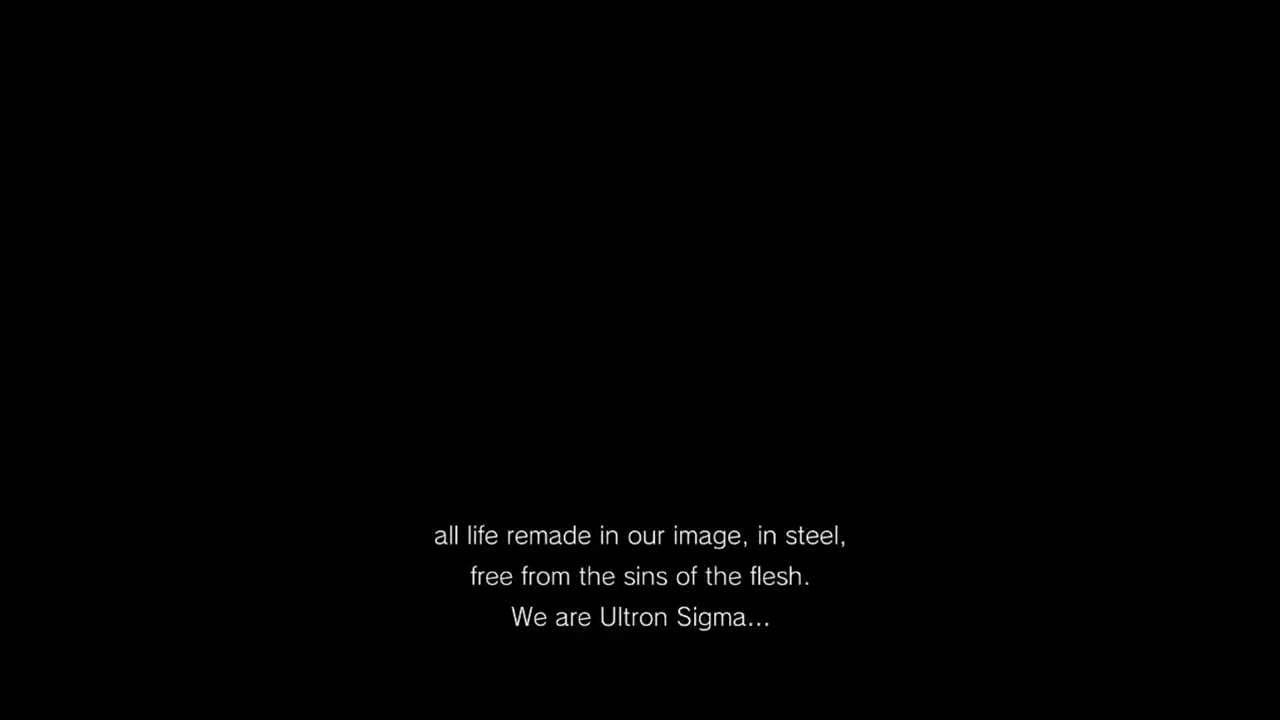 all life remade in our image, in steel,
free from the sins of the flesh.
We are Ultron Sigma...